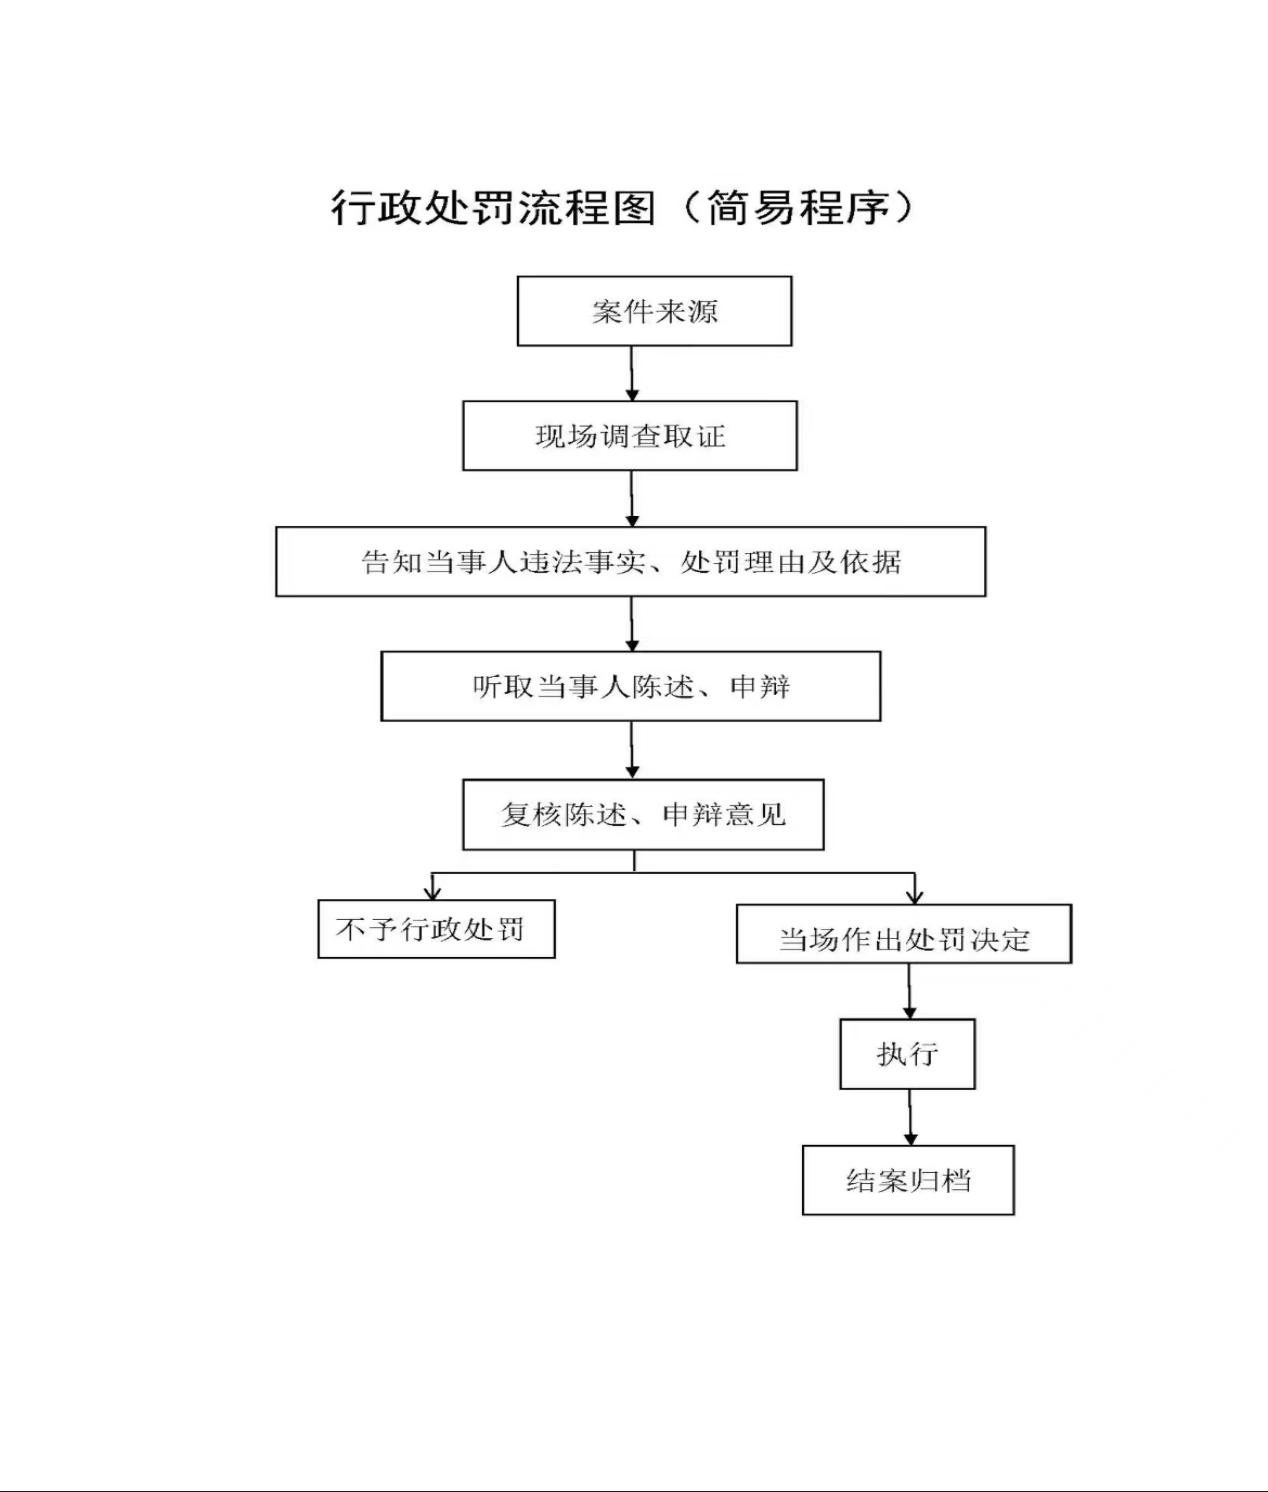 行政处罚流程图（简易程序）
案件来源
现场调查取证
告知当事人违法事实、处罚理由及依据
听取当事人陈述、申辩
复核陈述、申辩意见
不予行政处罚
当场作出处罚决定
执行
结案归档